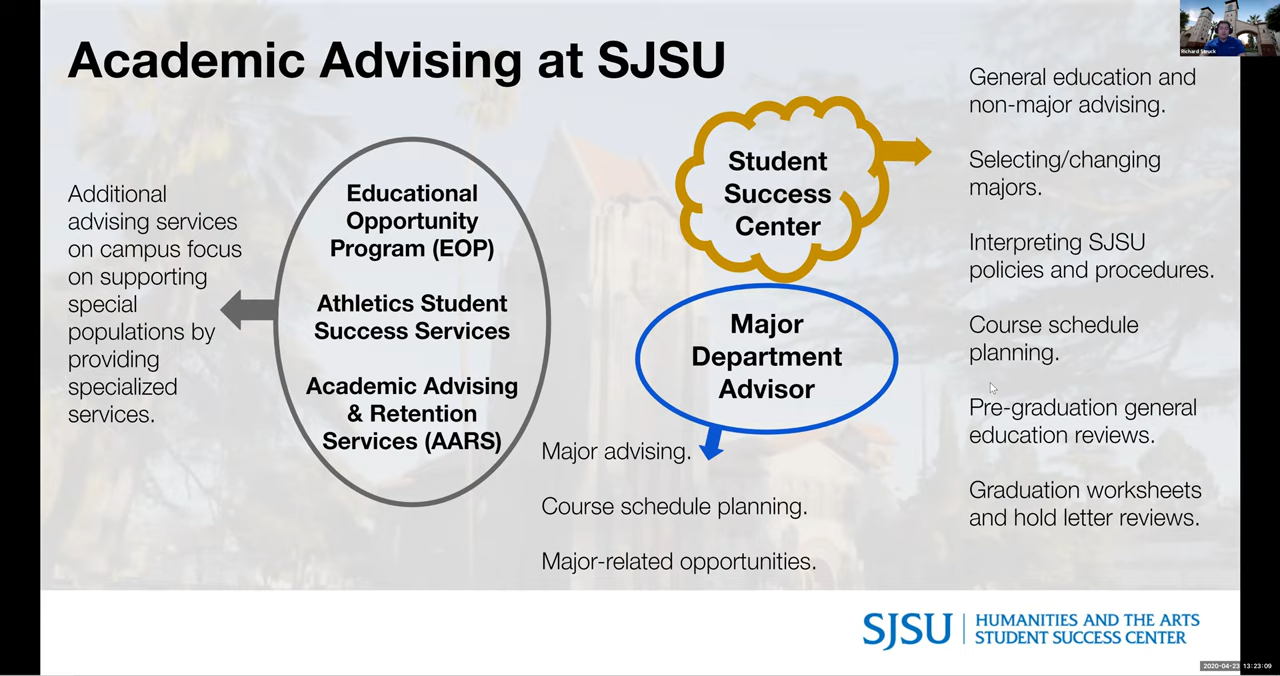 Academic Advising at SJSU
Richard Struck
Additional
advising services
on campus focus
on supporting
special
populations by
providing
specialized
services.
Educational
Opportunity
Program (EOP)
Athletics Student
Success Services
Academic Advising
& Retention
Services (AARS)
Student
Success
Center
Major
Department
Advisor
Major advising.
Course schedule planning.
Major-related opportunities.
General education and
non-major advising.
Selecting/changing
majors.
Interpreting SJSU
policies and procedures.
Course schedule
planning.
Pre-graduation general
education reviews.
Graduation worksheets
and hold letter reviews.
SJSU
HUMANITIES AND THE ARTS
STUDENT SUCCESS CENTER
2020-04-23 13:23:09